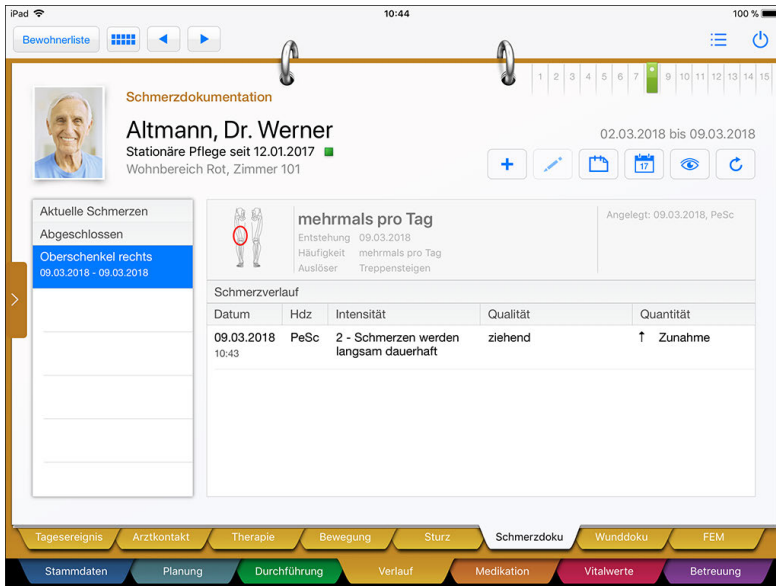 iPad 10:44 100 %
Bewohnerliste
1 2 3 4 5 6 7 9 10 11 12 13 14 15
Schmerzdokumentation
Altmann, Dr. Werner
Stationäre Pflege seit 12.01.2017
Wohnbereich Rot, Zimmer 101
02.03.2018 bis 09.03.2018
17
Aktuelle Schmerzen
Abgeschlossen
Oberschenkel rechts
09.03.2018 - 09.03.2018
mehrmals pro Tag
Entstehung 09.03.2018
Häufigkeit mehrmals pro Tag
Auslöser Treppensteigen
Angelegt: 09.03.2018, PeSc
Schmerzverlauf
Datum Hdz Intensität Qualität Quantität
09.03.2018 PeSc 2 - Schmerzen werden ziehend ↑ Zunahme
10:43 langsam dauerhaft
Tagesereignis Arztkontakt Therapie Bewegung Sturz Schmerzdoku Wunddoku FEM
Stammdaten Planung Durchführung Verlauf Medikation Vitalwerte Betreuung